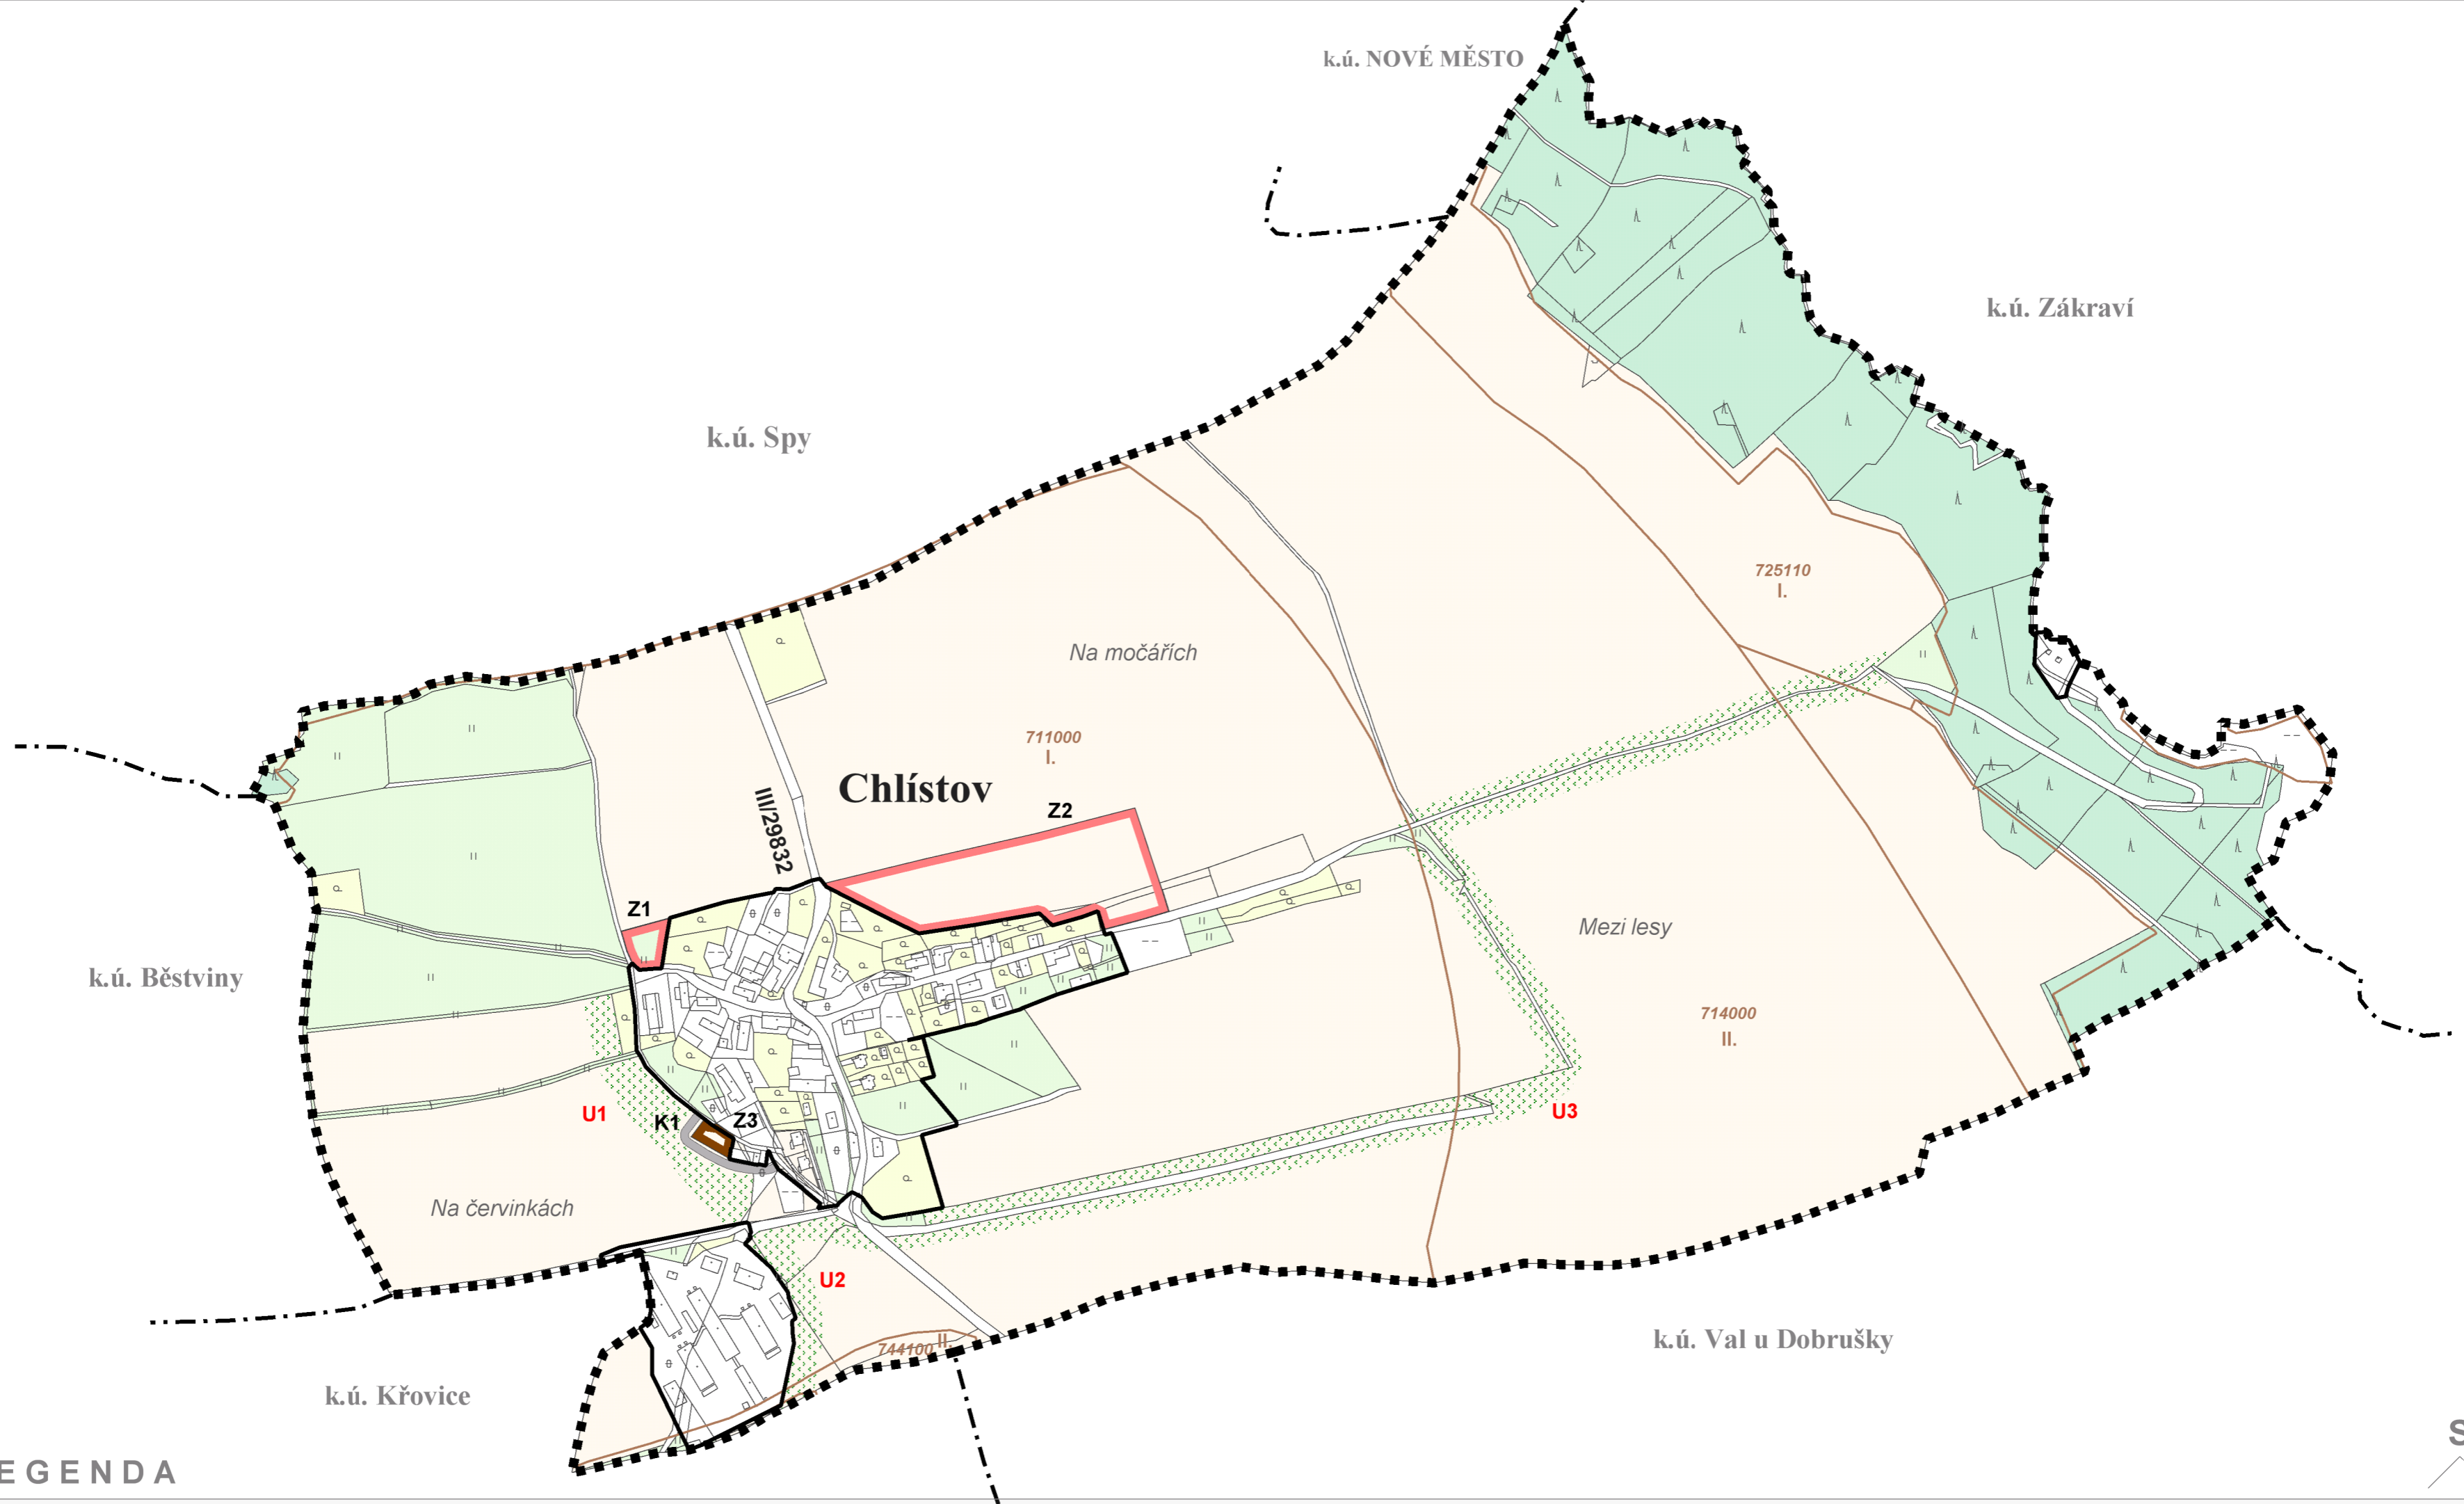 k.ú. NOVÉ MĚSTO
k.ú. Zákraví
k.ú. Spy
725110
I.
Na močářích
711000
I.
Chlístov
III/29832
Z2
Z1
Mezi lesy
k.ú. Běstviny
714000
II.
U1
K1
Z3
U3
Na červinkách
U2
744100 II.
k.ú. Val u Dobrušky
k.ú. Křovice
S
EGENDA